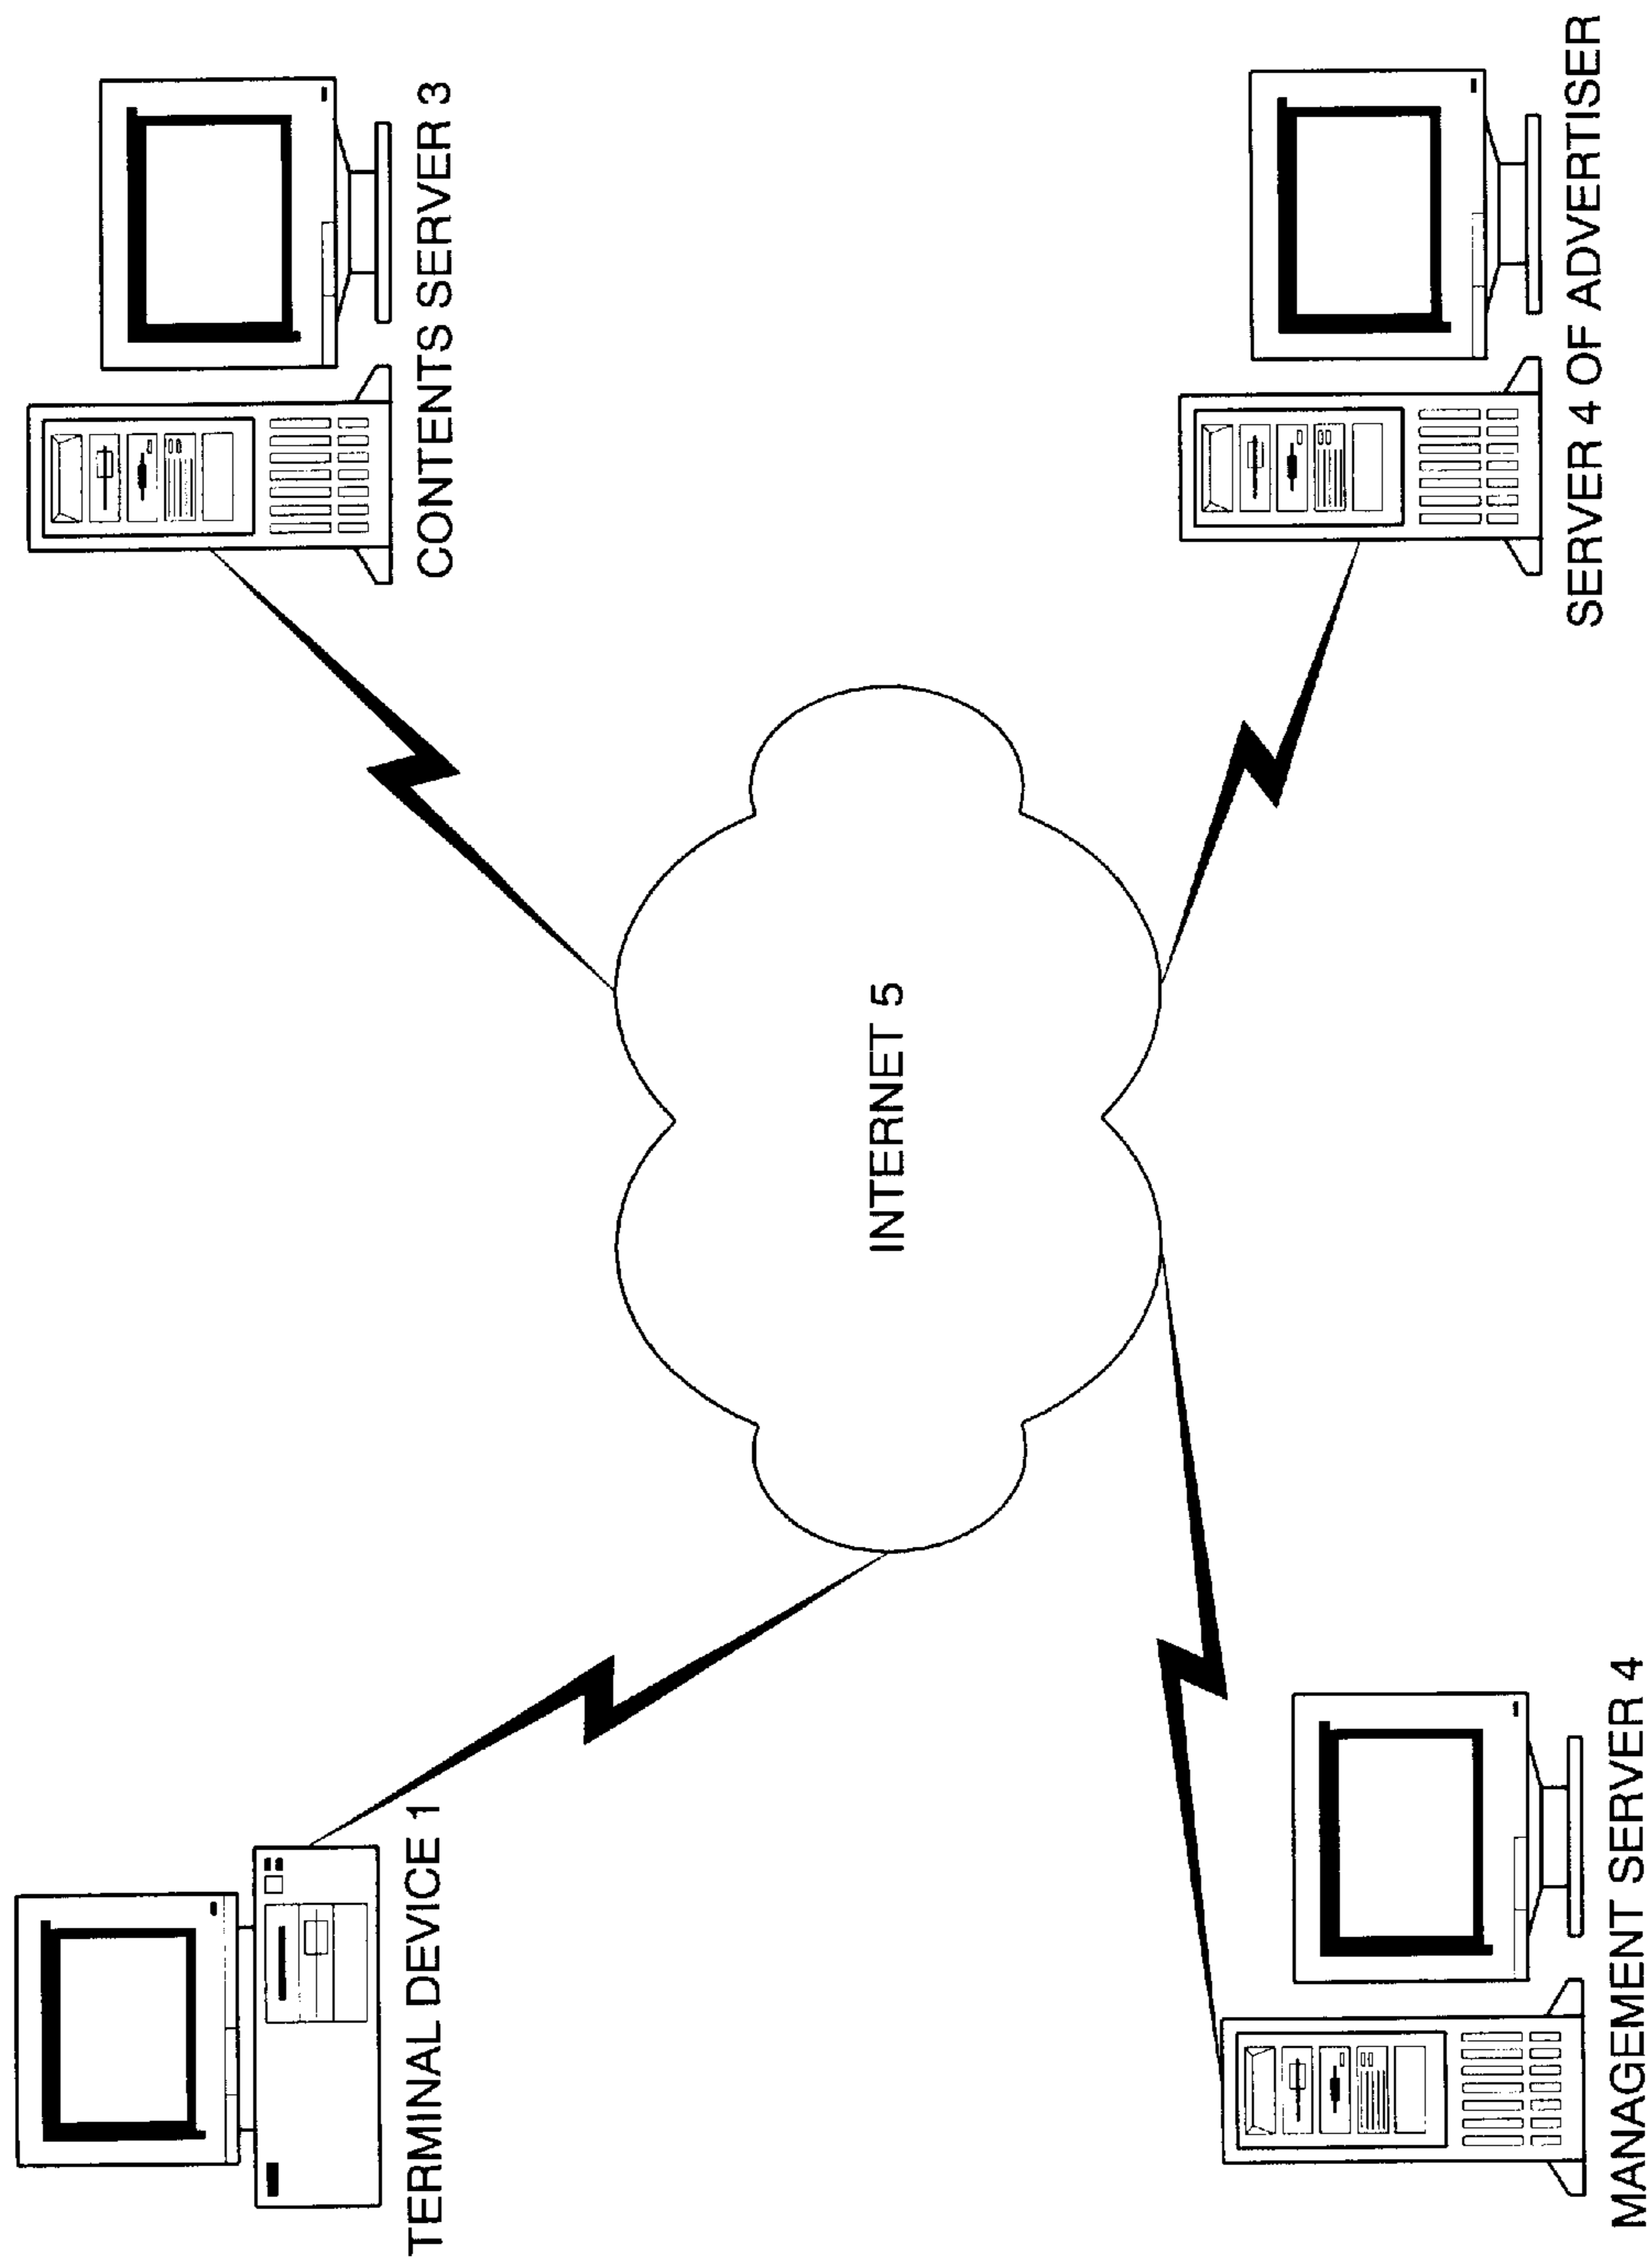 TERMINAL DEVICE 1
CONTENTS SERVER 3
INTERNET 5
MANAGEMENT SERVER 4
SERVER 4 OF ADVERTISER